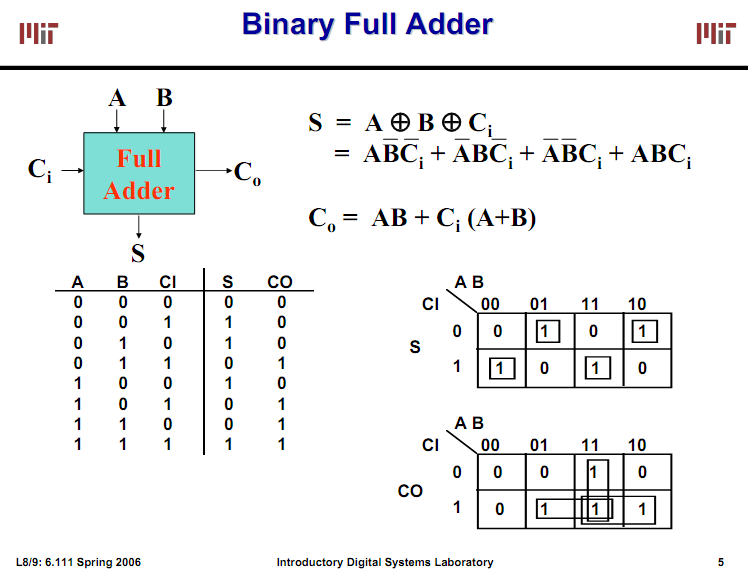 Binary Full Adder
MIT
MIT
A B
Cᵢ
Full
Adder
Cₒ
S
S = A ⊕ B ⊕ Cᵢ
= AB̅C̅ᵢ + A̅BC̅ᵢ + A̅B̅Cᵢ + ABCᵢ
Cₒ = AB + Cᵢ (A+B)
A B CI S CO
0 0 0 0 0
0 0 1 1 0
0 1 0 1 0
0 1 1 0 1
1 0 0 1 0
1 0 1 0 1
1 1 0 0 1
1 1 1 1 1
A B
CI 00 01 11 10
S
0 0 1 0 1
1 1 0 1 0
A B
CI 00 01 11 10
CO
0 0 0 1 0
1 0 1 1 1
L8/9: 6.111 Spring 2006
Introductory Digital Systems Laboratory
5